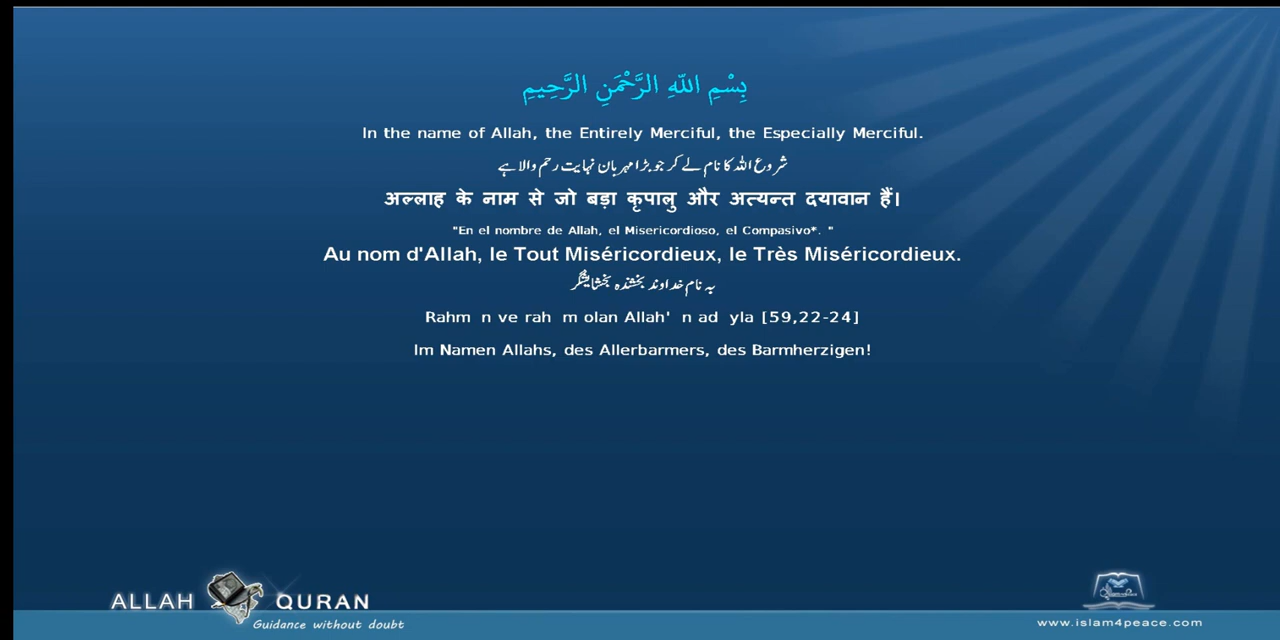 بِسْمِ اللّهِ الرَّحْمَنِ الرَّحِيمِ
In the name of Allah, the Entirely Merciful, the Especially Merciful.
شروع الله کا نام لے کر جو بڑا مہربان نہایت رحم والا ہے
अल्लाह के नाम से जो बड़ा कृपालु और अत्यन्त दयावान हैं।
"En el nombre de Allah, el Misericordioso, el Compasivo*. "
Au nom d'Allah, le Tout Miséricordieux, le Très Miséricordieux.
به نام خداوند بخشنده بخشایشگر
Rahm n ve rah m olan Allah' n ad yla [59,22-24]
Im Namen Allahs, des Allerbarmers, des Barmherzigen!
ALLAH QURAN
Guidance without doubt
www.islam4peace.com